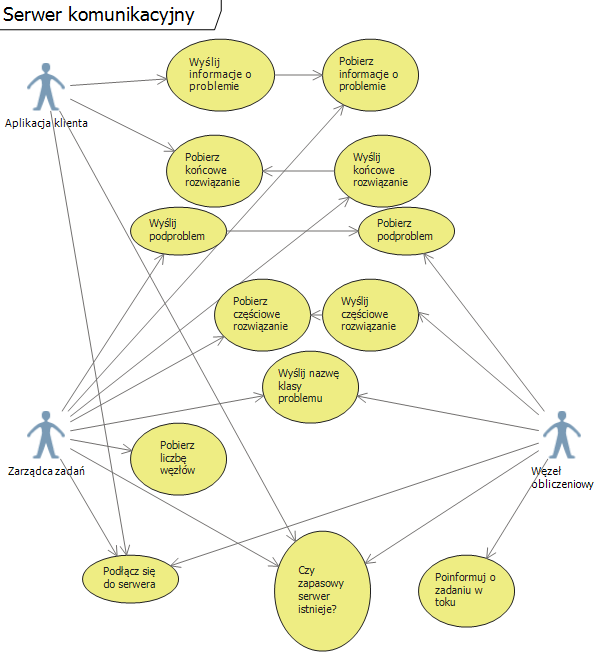 Serwer komunikacyjny
Wyślij
informacje o
problemie
Pobierz
informacje o
problemie
Aplikacja klienta
Pobierz
końcowe
rozwiązanie
Wyślij
końcowe
rozwiązanie
Wyślij
podproblem
Pobierz
podproblem
Pobierz
częściowe
rozwiązanie
Wyślij
częściowe
rozwiązanie
Wyślij nazwę
klasy
problemu
Pobierz
liczbę
węzłów
Zarządca zadań
Węzeł
obliczeniowy
Podłącz się
do serwera
Czy
zapasowy
serwer
istnieje?
Poinformuj o
zadaniu w
toku